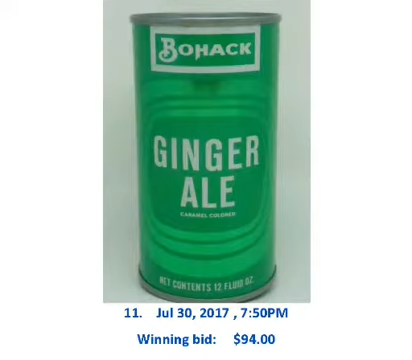 BOHACK
GINGER
ALE
CARAMEL COLORED
NET CONTENTS 12 FLUID OZ.
11. Jul 30, 2017 , 7:50PM
Winning bid: $94.00